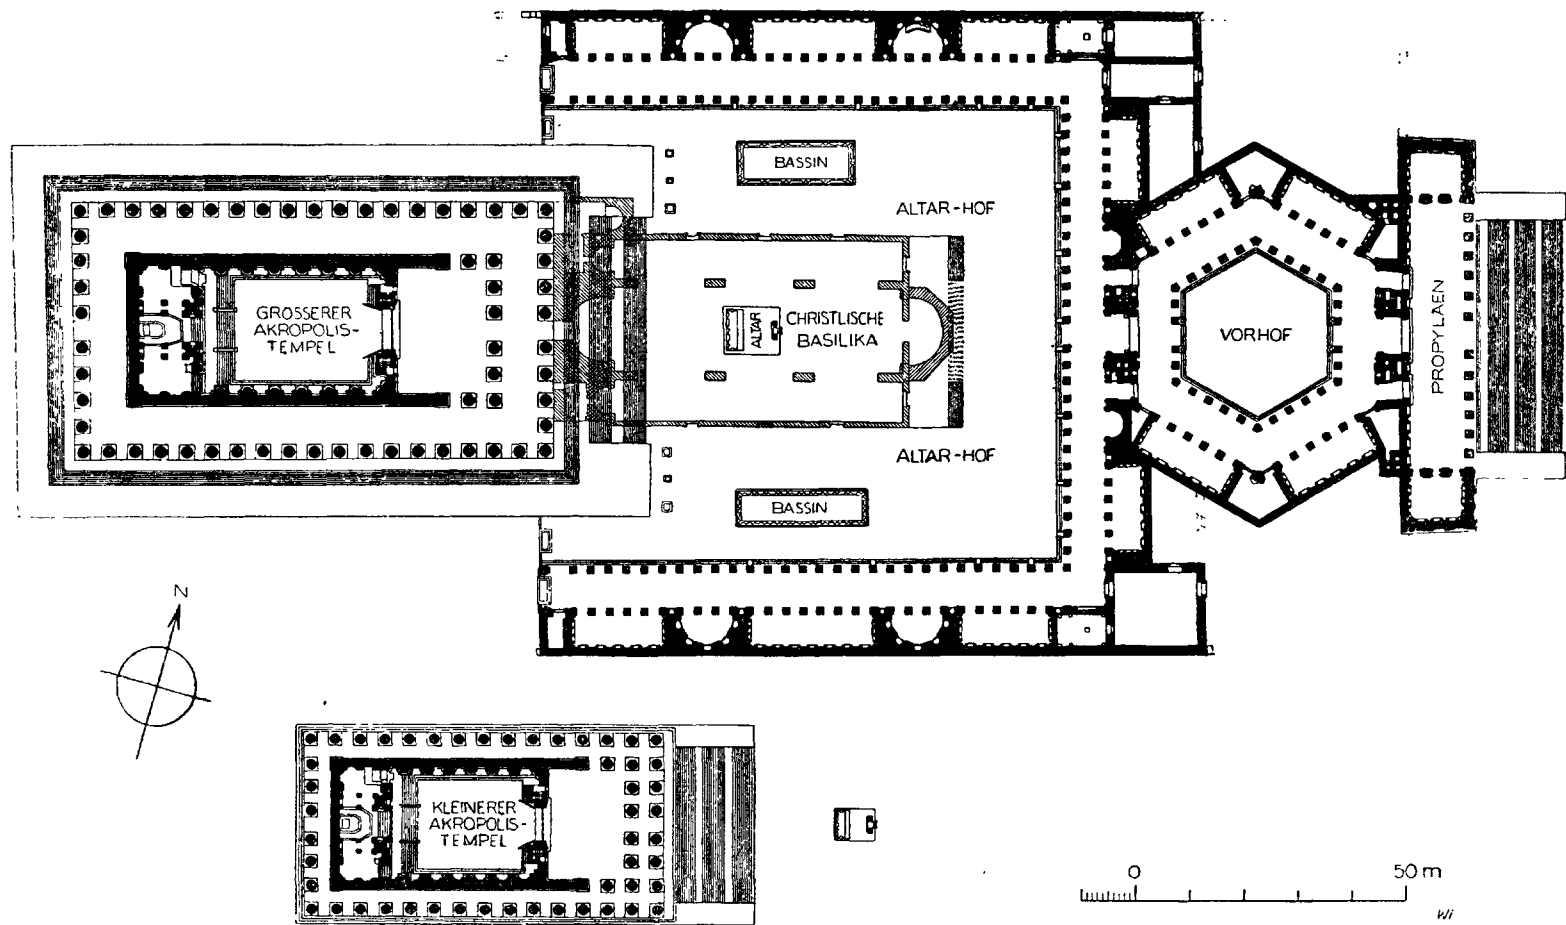 BASSIN
ALTAR-HOF
GROSSERER
AKROPOLIS-
TEMPEL
ALTAR
CHRISTLISCHE
BASILIKA
VORHOF
PROPYLAEN
ALTAR-HOF
BASSIN
N
KLEINERER
AKROPOLIS-
TEMPEL
0 50 m
Wi